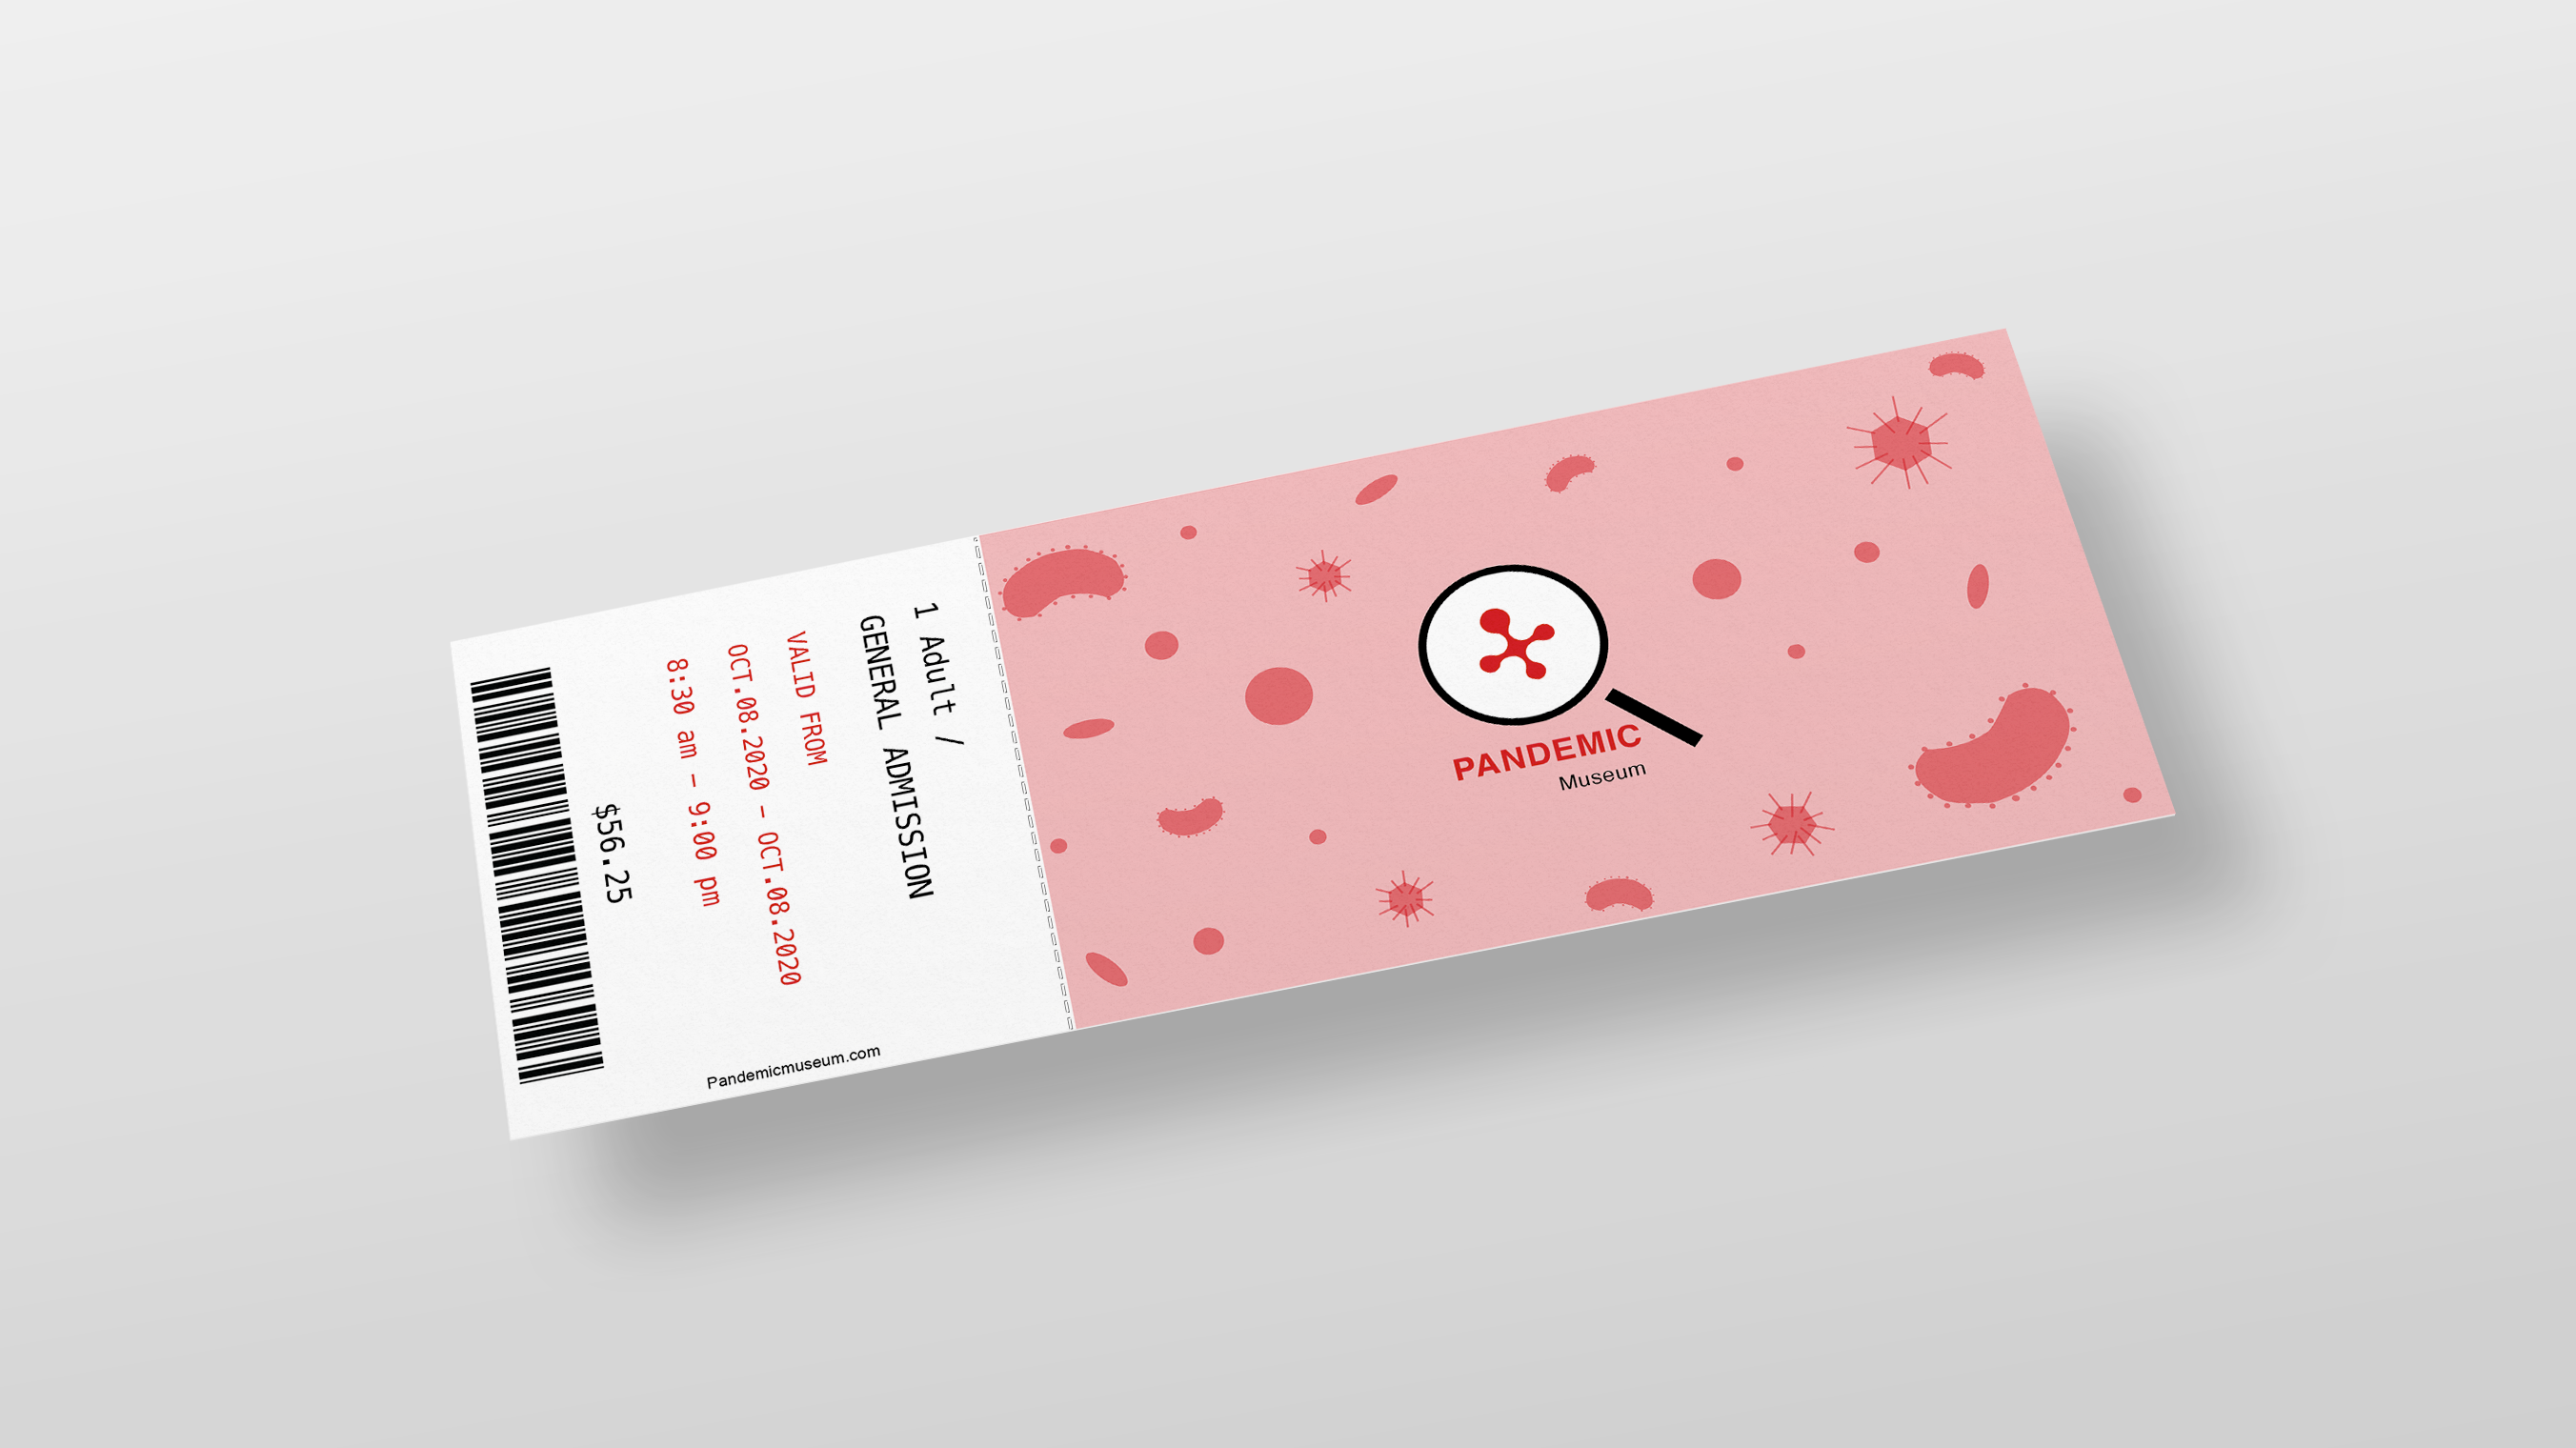 1 Adult /
GENERAL ADMISSION
VALID FROM
OCT.08.2020 - OCT.08.2020
8:30 am - 9:00 pm
$56.25
Pandemicmuseum.com
PANDEMIC
Museum